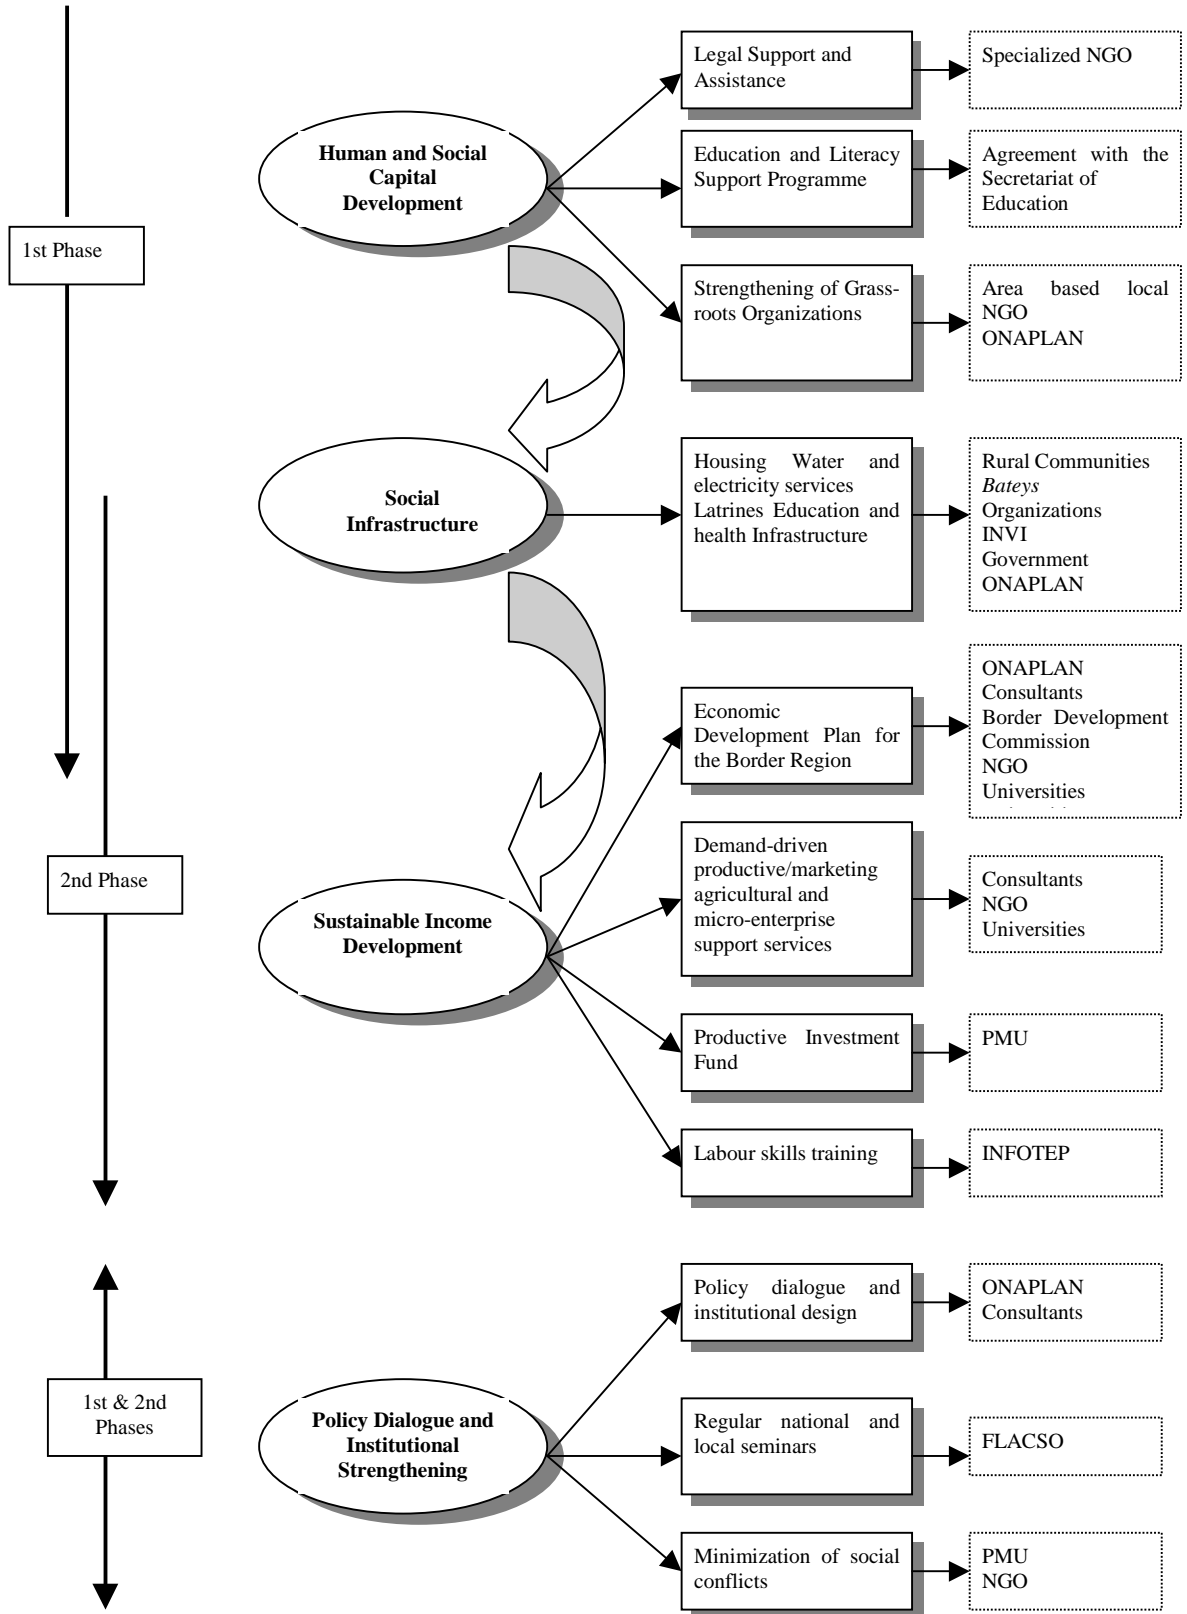 Legal Support and
Assistance
Specialized NGO
Human and Social
Capital
Development
Education and Literacy
Support Programme
Agreement with the
Secretariat of
Education
1st Phase
Strengthening of Grass-
roots Organizations
Area based local
NGO
ONAPLAN
Social
Infrastructure
Housing Water and
electricity services
Latrines Education and
health Infrastructure
Rural Communities
Bateys
Organizations
INVI
Government
ONAPLAN
Economic
Development Plan for
the Border Region
ONAPLAN
Consultants
Border Development
Commission
NGO
Universities
2nd Phase
Sustainable Income
Development
Demand-driven
productive/marketing
agricultural and
micro-enterprise
support services
Consultants
NGO
Universities
Productive Investment
Fund
PMU
Labour skills training
INFOTEP
1st & 2nd
Phases
Policy Dialogue and
Institutional
Strengthening
Policy dialogue and
institutional design
ONAPLAN
Consultants
Regular national and
local seminars
FLACSO
Minimization of social
conflicts
PMU
NGO